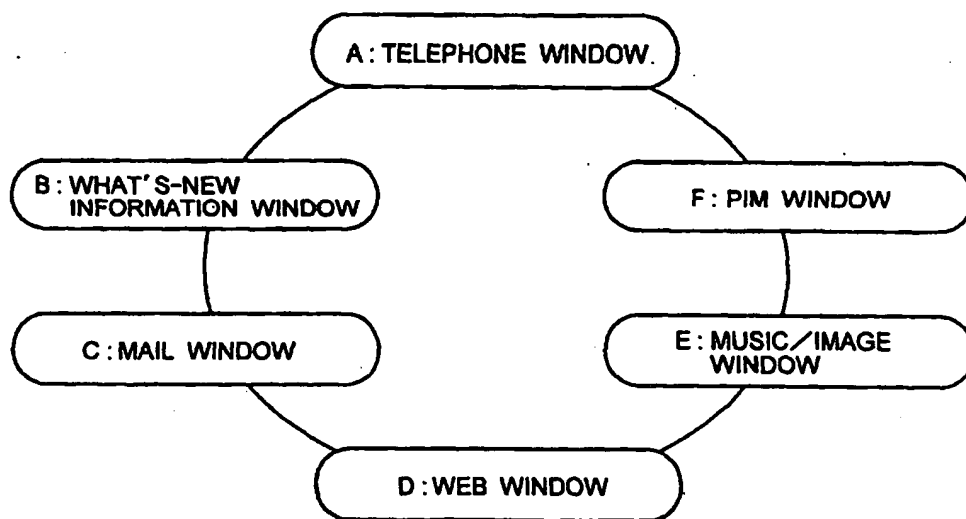 A : TELEPHONE WINDOW
B : WHAT'S-NEW
INFORMATION WINDOW
F : PIM WINDOW
C : MAIL WINDOW
E : MUSIC／IMAGE
WINDOW
D : WEB WINDOW